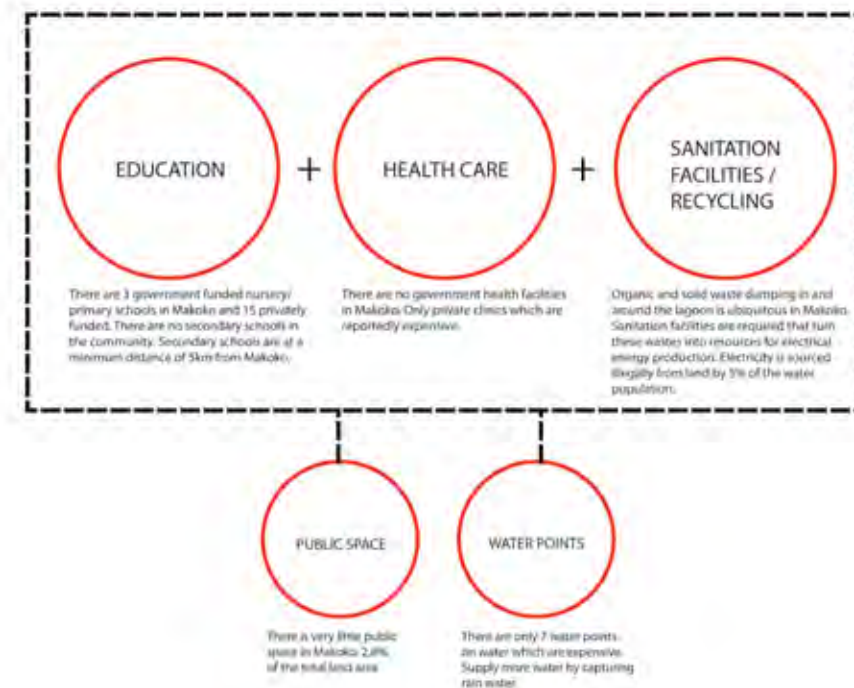 EDUCATION
+
HEALTH CARE
+
SANITATION
FACILITIES /
RECYCLING
There are 3 government funded nursery/
primary schools in Makoko and 15 privately
funded. There are no secondary schools in
the community. Secondary schools are at a
minimum distance of 5km from Makoko.
There are no government health facilities
in Makoko. Only private clinics which are
reportedly expensive.
Organic and solid waste dumping in and
around the lagoon is ubiquitous in Makoko.
Sanitation facilities are required that turn
these wastes into resources for electrical
energy production. Electricity is sourced
illegally from land by 5% of the water
population.
PUBLIC SPACE
WATER POINTS
There is very little public
space in Makoko: 2,8%
of the total land area
There are only 7 water points
on water which are expensive.
Supply more water by capturing
rain water